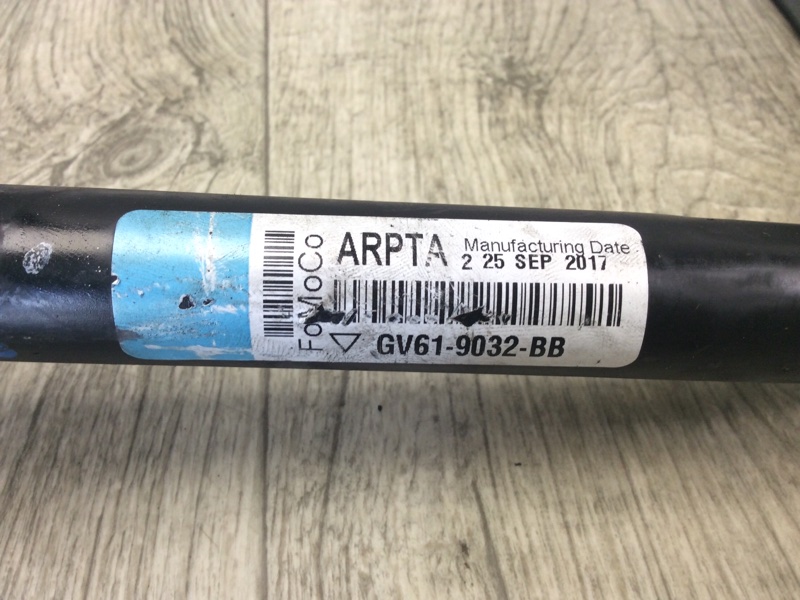 FoMoCo
ARPTA
Manufacturing Date
2 25 SEP 2017
GV61-9032-BB